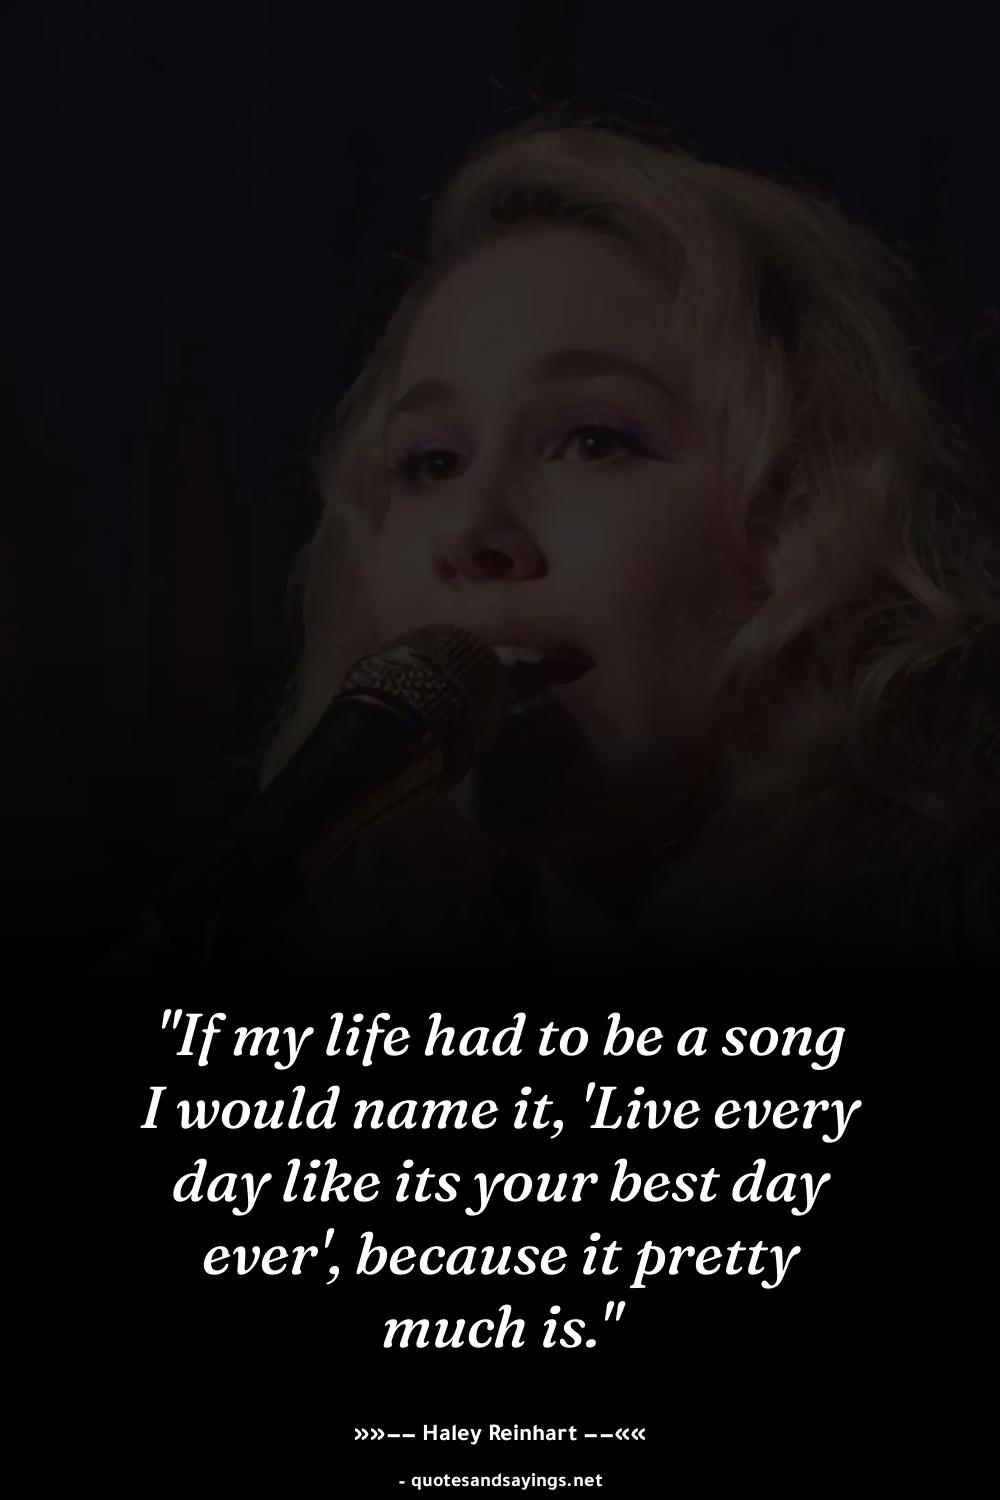 "If my life had to be a song
I would name it, 'Live every
day like its your best day
ever', because it pretty
much is."
»»−− Haley Reinhart −−««
- quotesandsayings.net